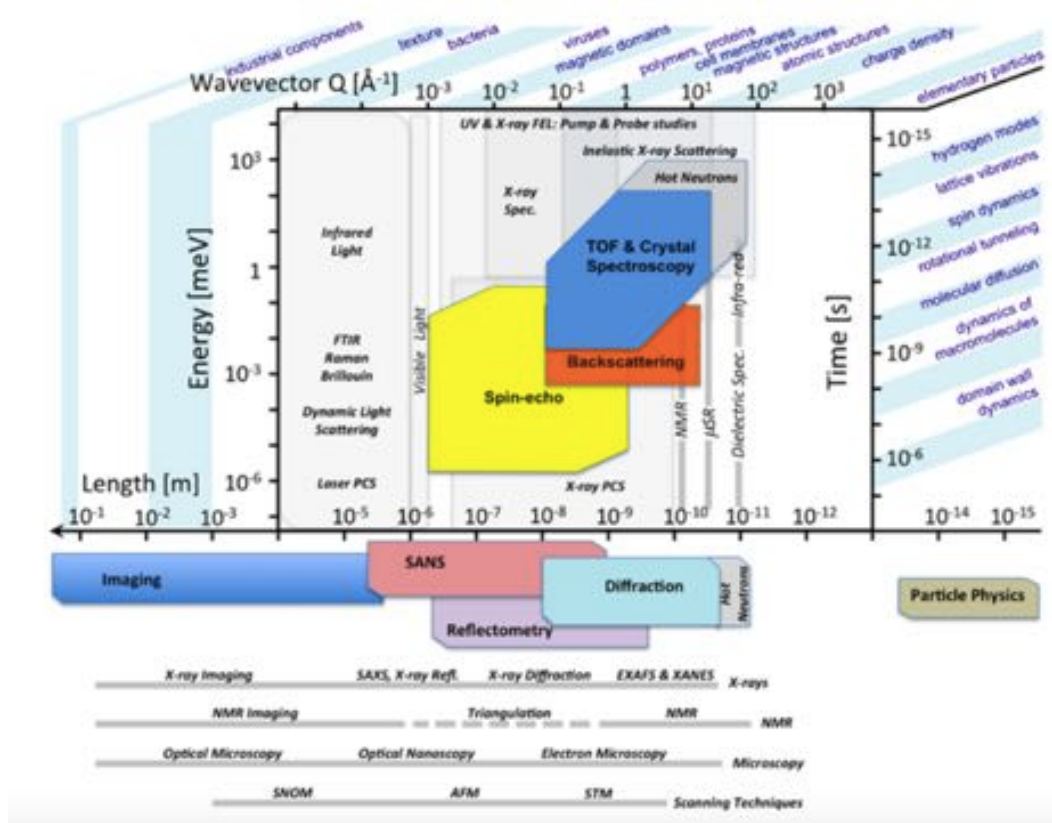 industrial components
texture
bacteria
viruses
magnetic domains
polymers, proteins
cell membranes
magnetic structures
atomic structures
charge density
elementary particles
Wavevector Q [Å-1]
10-3 10-2 10-1 1 101 102 103
UV & X-ray FEL: Pump & Probe studies
Inelastic X-ray Scattering
Hot Neutrons
X-ray
Spec.
Infrared
Light
TOF & Crystal
Spectroscopy
Energy [meV]
103
1
10-3
10-6
FTIR
Raman
Brillouin
Dynamic Light
Scattering
Laser PCS
Visible Light
Spin-echo
Backscattering
X-ray PCS
NMR
μSR
Dielectric Spec.
Infra-red
Time [s]
10-15
10-12
10-9
10-6
hydrogen modes
lattice vibrations
spin dynamics
rotational tunneling
molecular diffusion
dynamics of
macromolecules
domain wall
dynamics
Length [m]
10-1 10-2 10-3 10-5 10-6 10-7 10-8 10-9 10-10 10-11 10-12 10-14 10-15
Imaging
SANS
Diffraction
Hot
Neutrons
Reflectometry
Particle Physics
X-ray Imaging SAXS, X-ray Refl. X-ray Diffraction EXAFS & XANES X-rays
NMR Imaging Triangulation NMR NMR
Optical Microscopy Optical Nanoscopy Electron Microscopy Microscopy
SNOM AFM STM Scanning Techniques